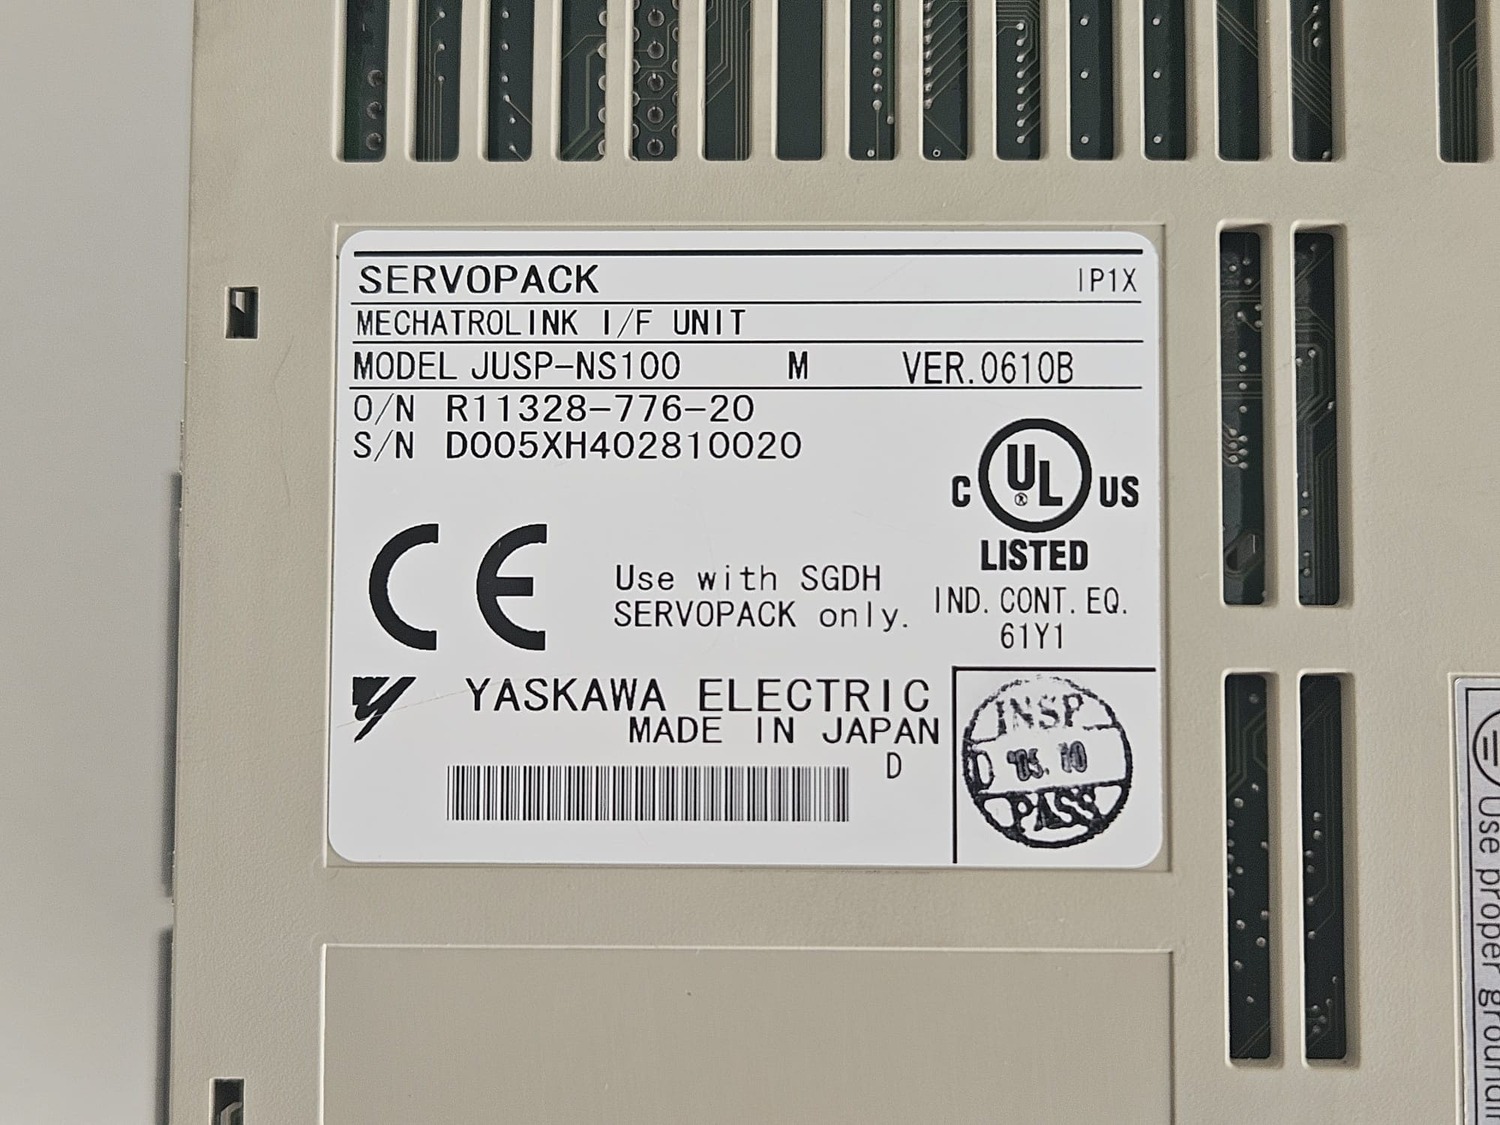 SERVOPACK IP1X
MECHATROLINK I/F UNIT
MODEL JUSP-NS100 M VER.0610B
O/N R11328-776-20
S/N D005XH402810020
C UL ® US
LISTED
IND. CONT. EQ.
61Y1
CE
Use with SGDH
SERVOPACK only.
YASKAWA ELECTRIC
MADE IN JAPAN
D
INSP
D '05.10
PASS
Use proper groundi